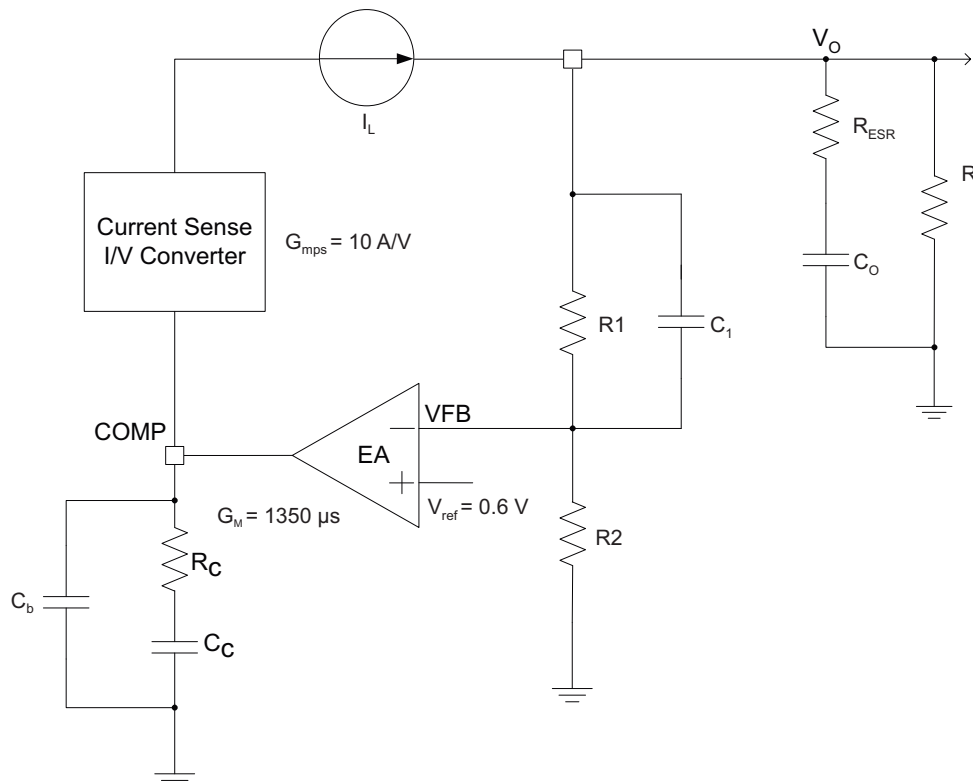 V_O
I_L
R_ESR
R
Current Sense
I/V Converter
G_mps = 10 A/V
C_O
R1
C_1
COMP
VFB
EA
V_ref = 0.6 V
G_M = 1350 µs
R2
R_C
C_b
C_C